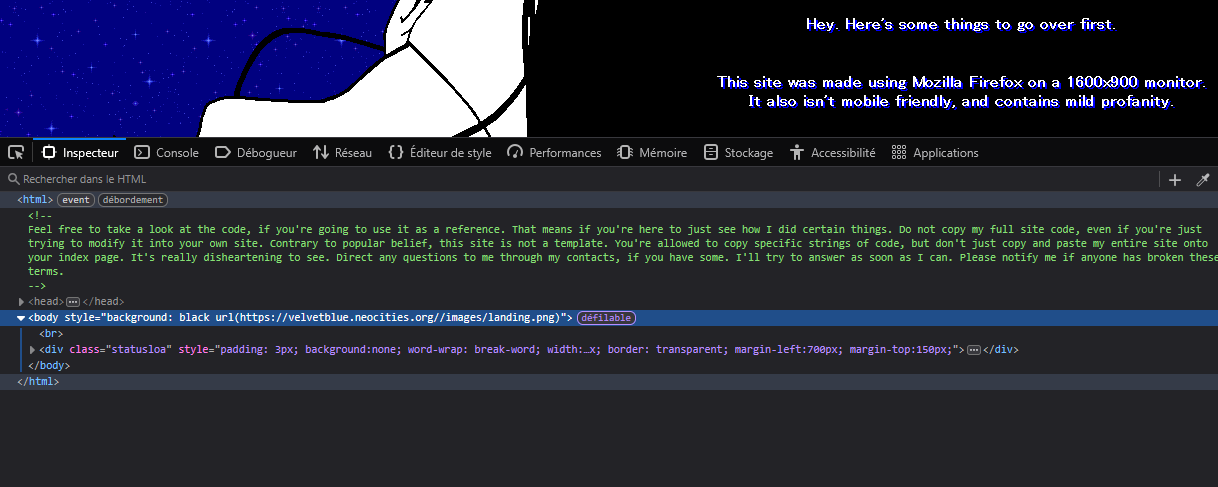 Hey. Here's some things to go over first.
This site was made using Mozilla Firefox on a 1600x900 monitor.
It also isn't mobile friendly, and contains mild profanity.
Inspecteur Console Débogueur Réseau Éditeur de style Performances Mémoire Stockage Accessibilité Applications
Rechercher dans le HTML
<html> event débordement
<!--
Feel free to take a look at the code, if you're going to use it as a reference. That means if you're here to just see how I did certain things. Do not copy my full site code, even if you're just
trying to modify it into your own site. Contrary to popular belief, this site is not a template. You're allowed to copy specific strings of code, but don't just copy and paste my entire site onto
your index page. It's really disheartening to see. Direct any questions to me through my contacts, if you have some. I'll try to answer as soon as I can. Please notify me if anyone has broken these
terms.
-->
<head>...</head>
<body style="background: black url(https://velvetblue.neocities.org//images/landing.png)"> défilable
<br>
<div class="statusloa" style="padding: 3px; background:none; word-wrap: break-word; width:…x; border: transparent; margin-left:700px; margin-top:150px;">...</div>
</body>
</html>